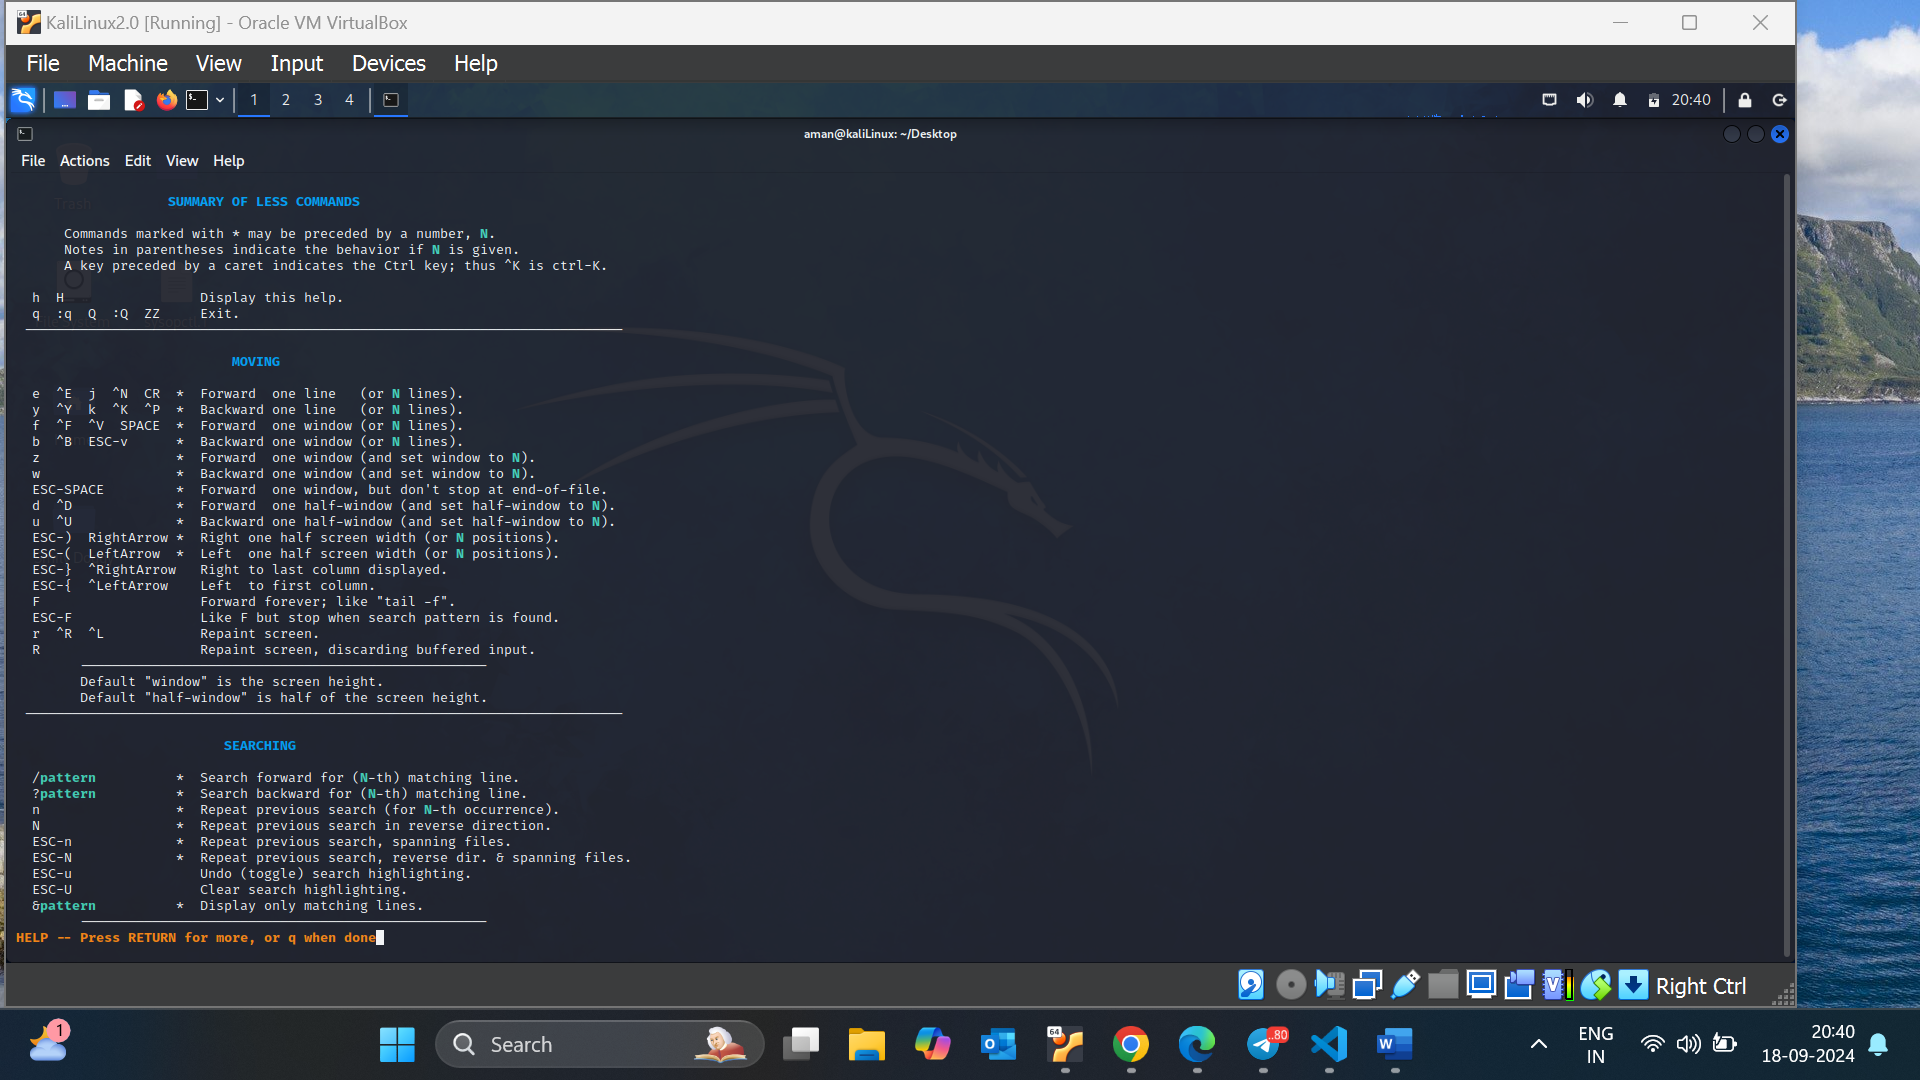 KaliLinux2.0 [Running] - Oracle VM VirtualBox
File Machine View Input Devices Help
1 2 3 4 20:40
aman@kaliLinux: ~/Desktop
File Actions Edit View Help
SUMMARY OF LESS COMMANDS
Commands marked with * may be preceded by a number, N.
Notes in parentheses indicate the behavior if N is given.
A key preceded by a caret indicates the Ctrl key; thus ^K is ctrl-K.
h H Display this help.
q :q Q :Q ZZ Exit.
MOVING
e ^E j ^N CR * Forward one line (or N lines).
y ^Y k ^K ^P * Backward one line (or N lines).
f ^F ^V SPACE * Forward one window (or N lines).
b ^B ESC-v * Backward one window (or N lines).
z * Forward one window (and set window to N).
w * Backward one window (and set window to N).
ESC-SPACE * Forward one window, but don't stop at end-of-file.
d ^D * Forward one half-window (and set half-window to N).
u ^U * Backward one half-window (and set half-window to N).
ESC-) RightArrow * Right one half screen width (or N positions).
ESC-( LeftArrow * Left one half screen width (or N positions).
ESC-} ^RightArrow Right to last column displayed.
ESC-{ ^LeftArrow Left to first column.
F Forward forever; like "tail -f".
ESC-F Like F but stop when search pattern is found.
r ^R ^L Repaint screen.
R Repaint screen, discarding buffered input.
Default "window" is the screen height.
Default "half-window" is half of the screen height.
SEARCHING
/pattern * Search forward for (N-th) matching line.
?pattern * Search backward for (N-th) matching line.
n * Repeat previous search (for N-th occurrence).
N * Repeat previous search in reverse direction.
ESC-n * Repeat previous search, spanning files.
ESC-N * Repeat previous search, reverse dir. & spanning files.
ESC-u Undo (toggle) search highlighting.
ESC-U Clear search highlighting.
&pattern * Display only matching lines.
HELP -- Press RETURN for more, or q when done
Right Ctrl
1 Search 64 ..80 ENG 20:40
IN 18-09-2024